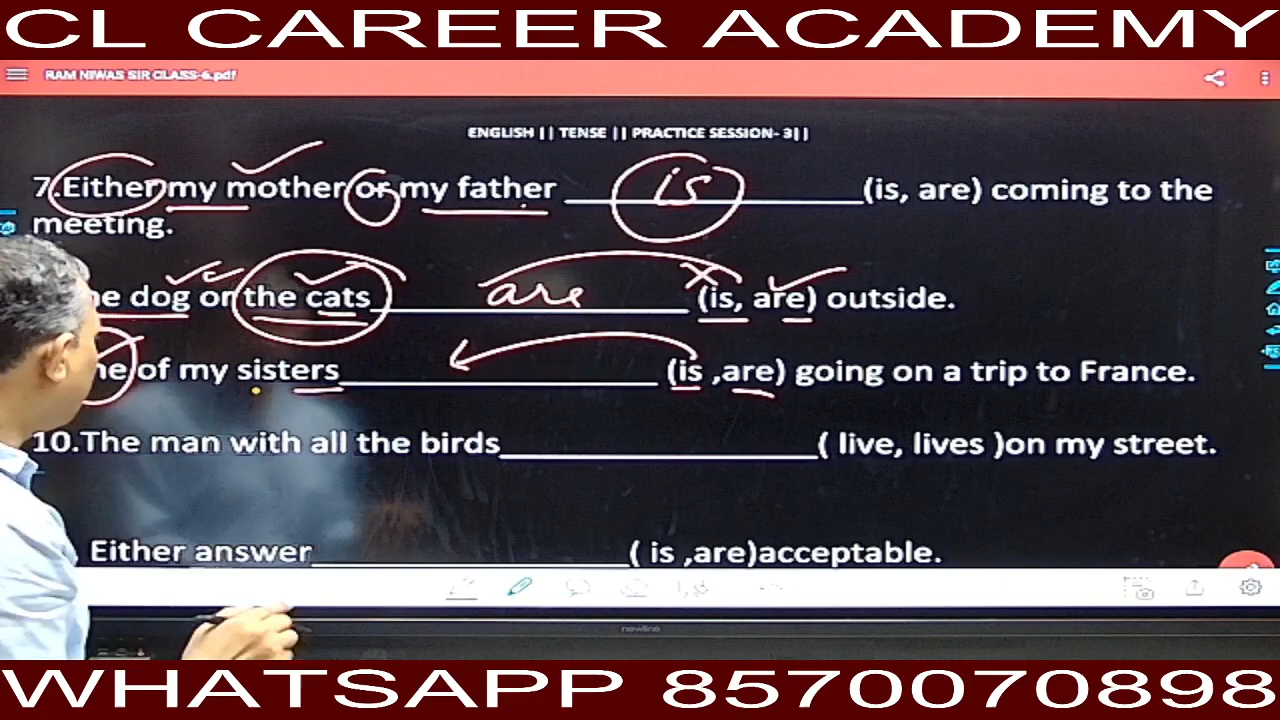 CL CAREER ACADEMY
RAM NIWAS SIR CLASS-6.pdf
ENGLISH || TENSE || PRACTICE SESSION- 3||
7.Either my mother or my father is (is, are) coming to the
meeting.
dog or the cats are (is, are) outside.
of my sisters (is ,are) going on a trip to France.
10.The man with all the birds ( live, lives )on my street.
Either answer ( is ,are)acceptable.
newline
WHATSAPP 8570070898